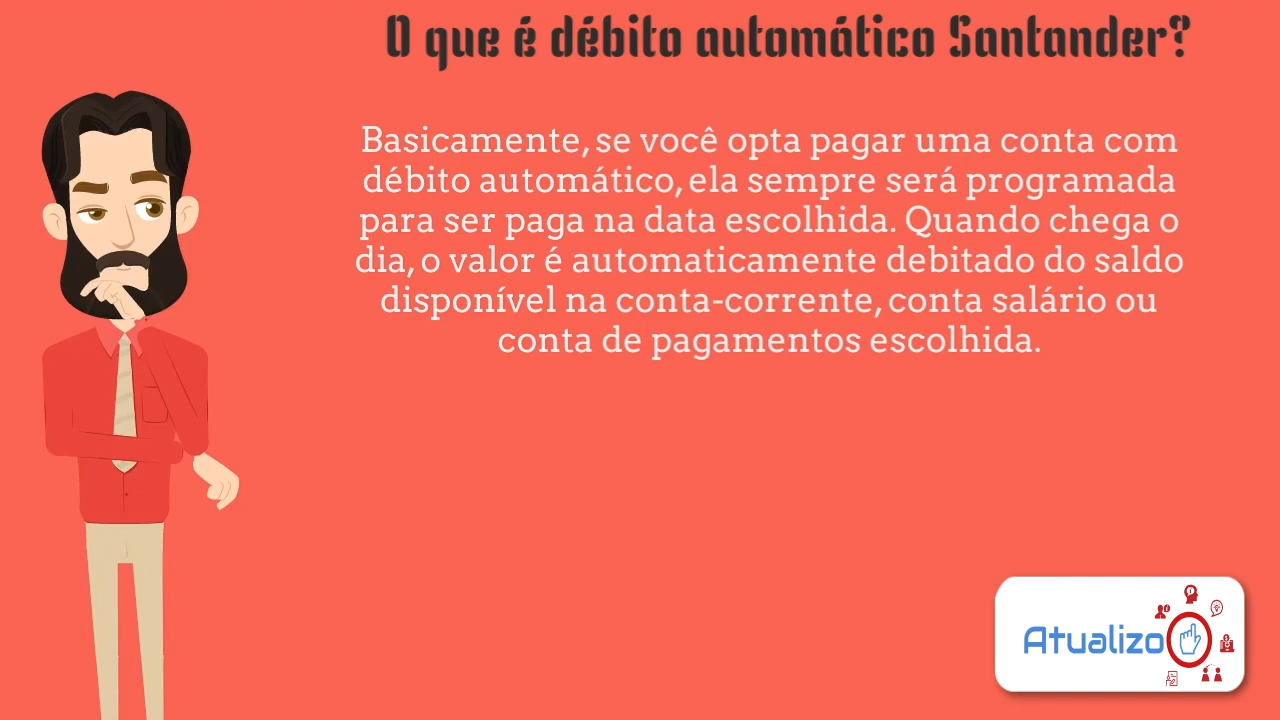 O que é débito automático Santander?
Basicamente, se você opta pagar uma conta com
débito automático, ela sempre será programada
para ser paga na data escolhida. Quando chega o
dia, o valor é automaticamente debitado do saldo
disponível na conta-corrente, conta salário ou
conta de pagamentos escolhida.
Atualizo